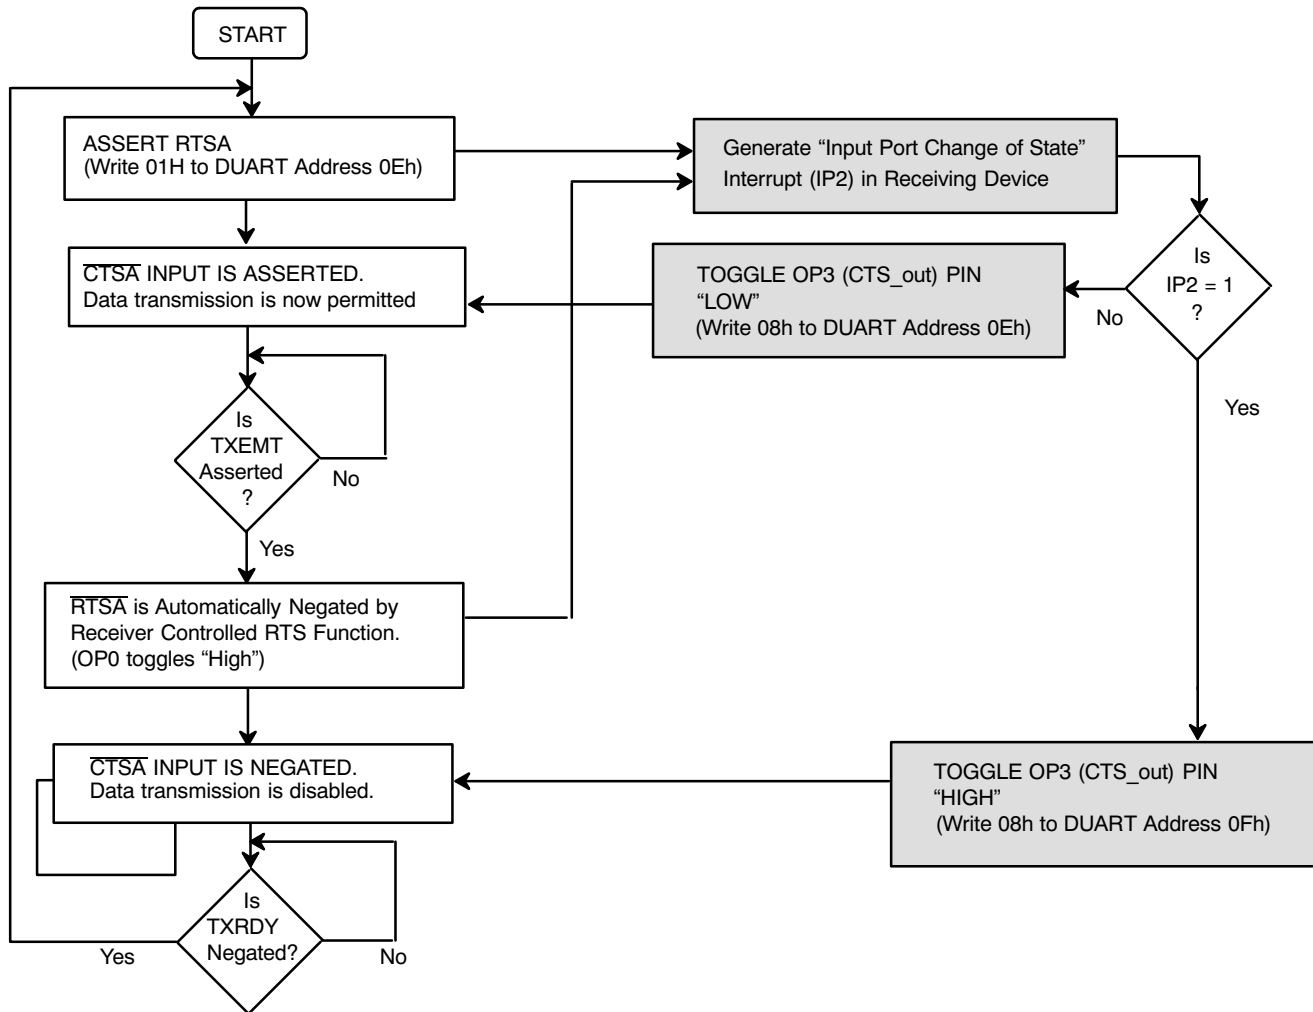 START
ASSERT RTSA
(Write 01H to DUART Address 0Eh)
Generate “Input Port Change of State”
Interrupt (IP2) in Receiving Device
CTSA INPUT IS ASSERTED.
Data transmission is now permitted
TOGGLE OP3 (CTS_out) PIN
“LOW”
(Write 08h to DUART Address 0Eh)
Is
IP2 = 1
?
No
Yes
Is
TXEMT
Asserted
?
No
Yes
RTSA is Automatically Negated by
Receiver Controlled RTS Function.
(OP0 toggles “High”)
CTSA INPUT IS NEGATED.
Data transmission is disabled.
TOGGLE OP3 (CTS_out) PIN
“HIGH”
(Write 08h to DUART Address 0Fh)
Is
TXRDY
Negated?
Yes
No